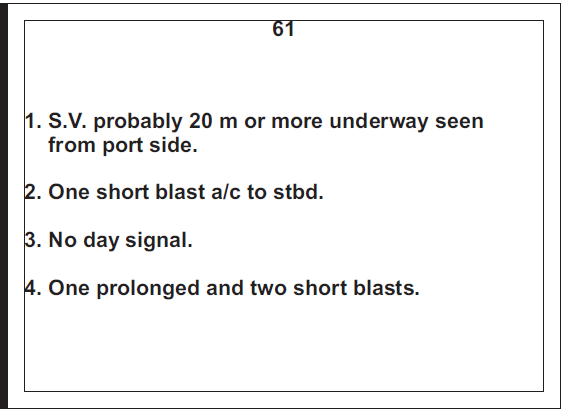 61
1. S.V. probably 20 m or more underway seen
from port side.
2. One short blast a/c to stbd.
3. No day signal.
4. One prolonged and two short blasts.